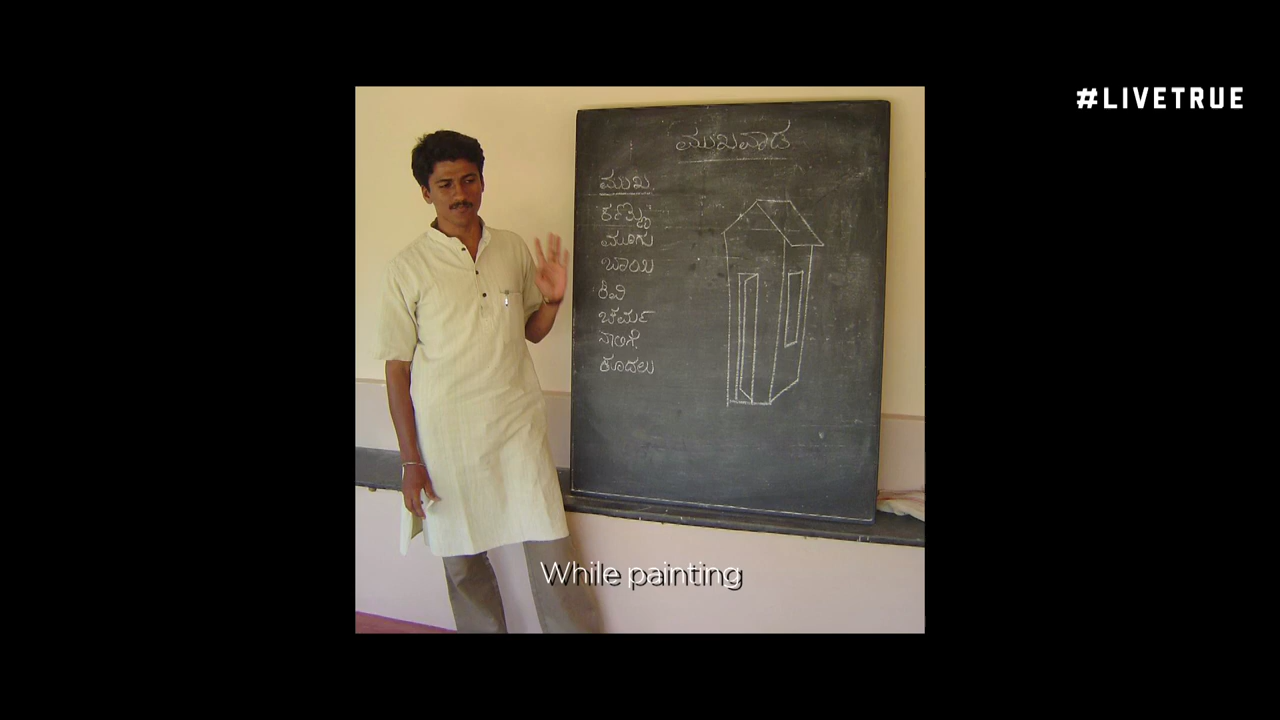 #LIVETRUE
ಮುಖವಾಡ
ಮುಖ
ಕಣ್ಣು
ಮೂಗು
ಬಾಯಿ
ಕಿವಿ
ಚರ್ಮ
ನಾಲಿಗೆ
ಕೂದಲು
While painting